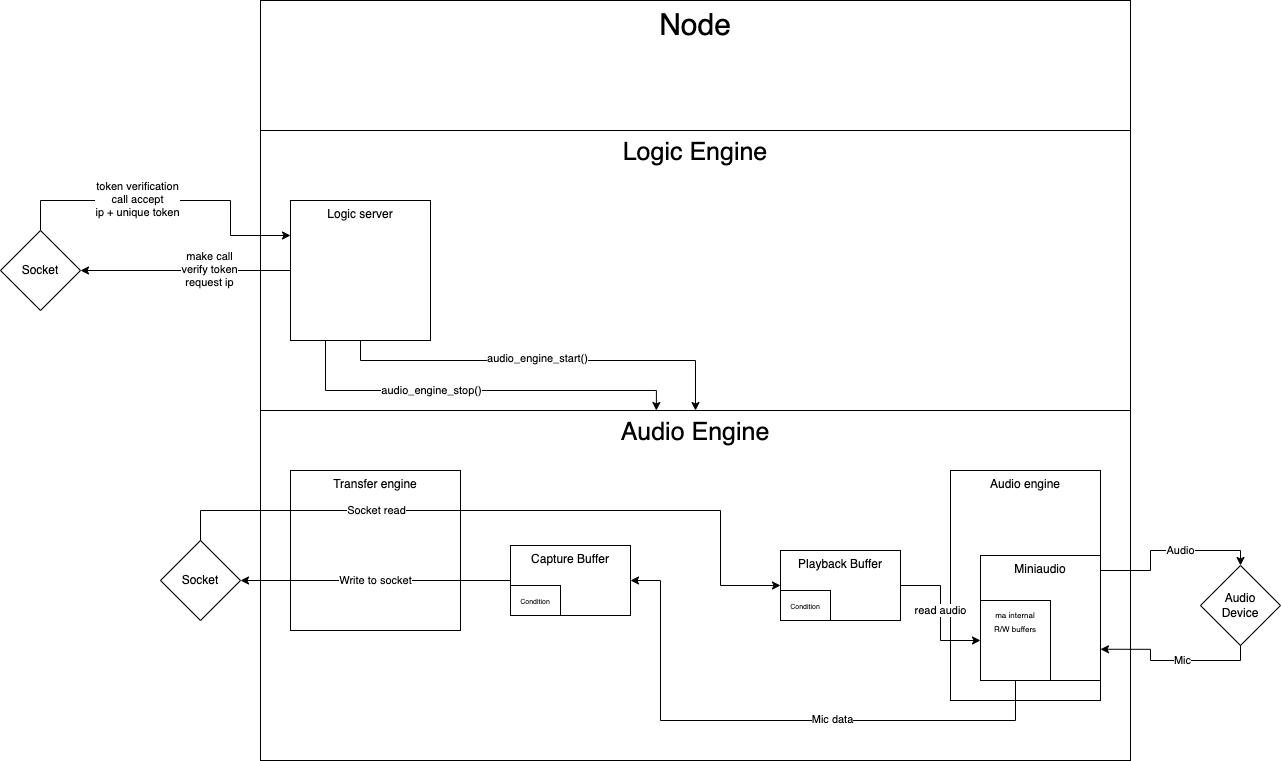 Node
Logic Engine
token verification
call accept
ip + unique token
Logic server
Socket
make call
verify token
request ip
audio_engine_start()
audio_engine_stop()
Audio Engine
Transfer engine
Audio engine
Socket read
Capture Buffer
Playback Buffer
Miniaudio
Audio
Socket
Write to socket
Condition
Condition
read audio
ma internal
R/W buffers
Audio
Device
Mic
Mic data